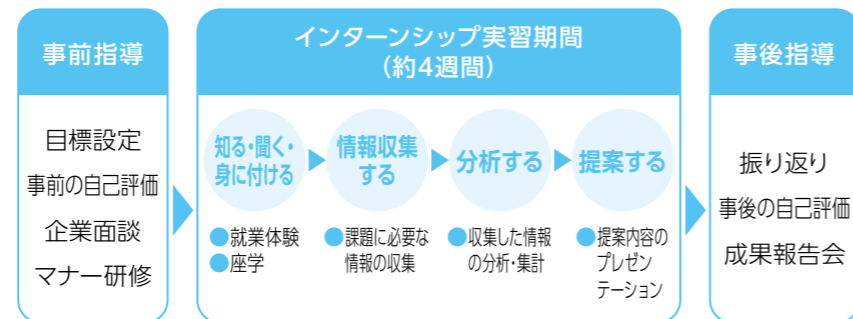 事前指導
目標設定
事前の自己評価
企業面談
マナー研修
インターンシップ実習期間
(約4週間)
知る・聞く・
身に付ける
●就業体験
●座学
情報収集
する
●課題に必要な
情報の収集
分析する
●収集した情報
の分析・集計
提案する
●提案内容の
プレゼン
テーション
事後指導
振り返り
事後の自己評価
成果報告会